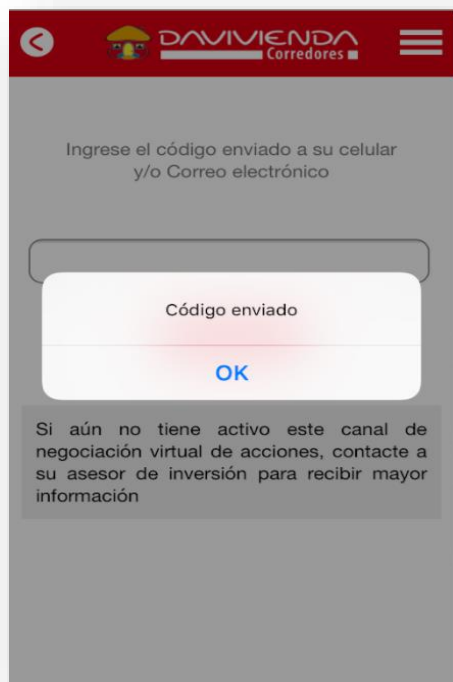 DAVIVIENDA
Corredores
Ingrese el código enviado a su celular
y/o Correo electrónico
Código enviado
OK
Si aún no tiene activo este canal de
negociación virtual de acciones, contacte a
su asesor de inversión para recibir mayor
información